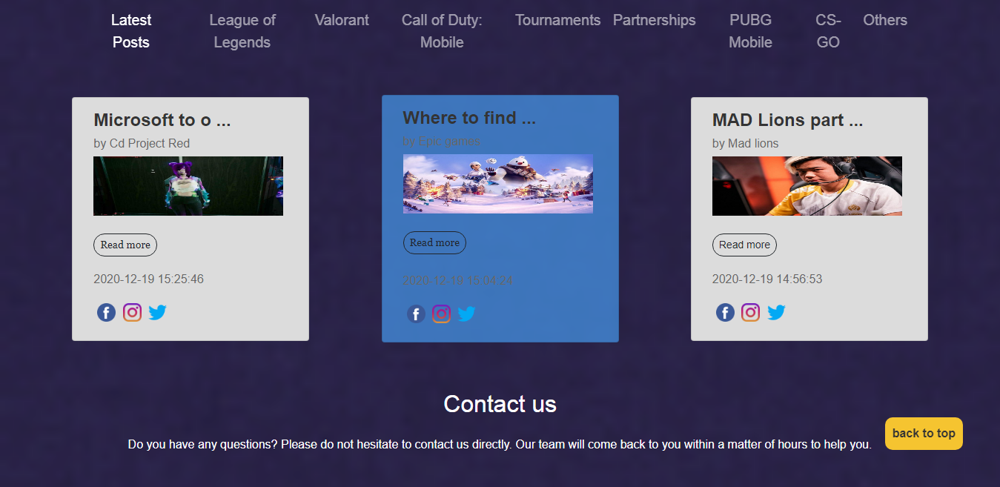 Latest Posts
League of Legends
Valorant
Call of Duty: Mobile
Tournaments
Partnerships
PUBG Mobile
CS-GO
Others
Microsoft to o ...
by Cd Project Red
Read more
2020-12-19 15:25:46
Where to find ...
by Epic games
Read more
2020-12-19 15:04:24
MAD Lions part ...
by Mad lions
Read more
2020-12-19 14:56:53
Contact us
Do you have any questions? Please do not hesitate to contact us directly. Our team will come back to you within a matter of hours to help you.
back to top